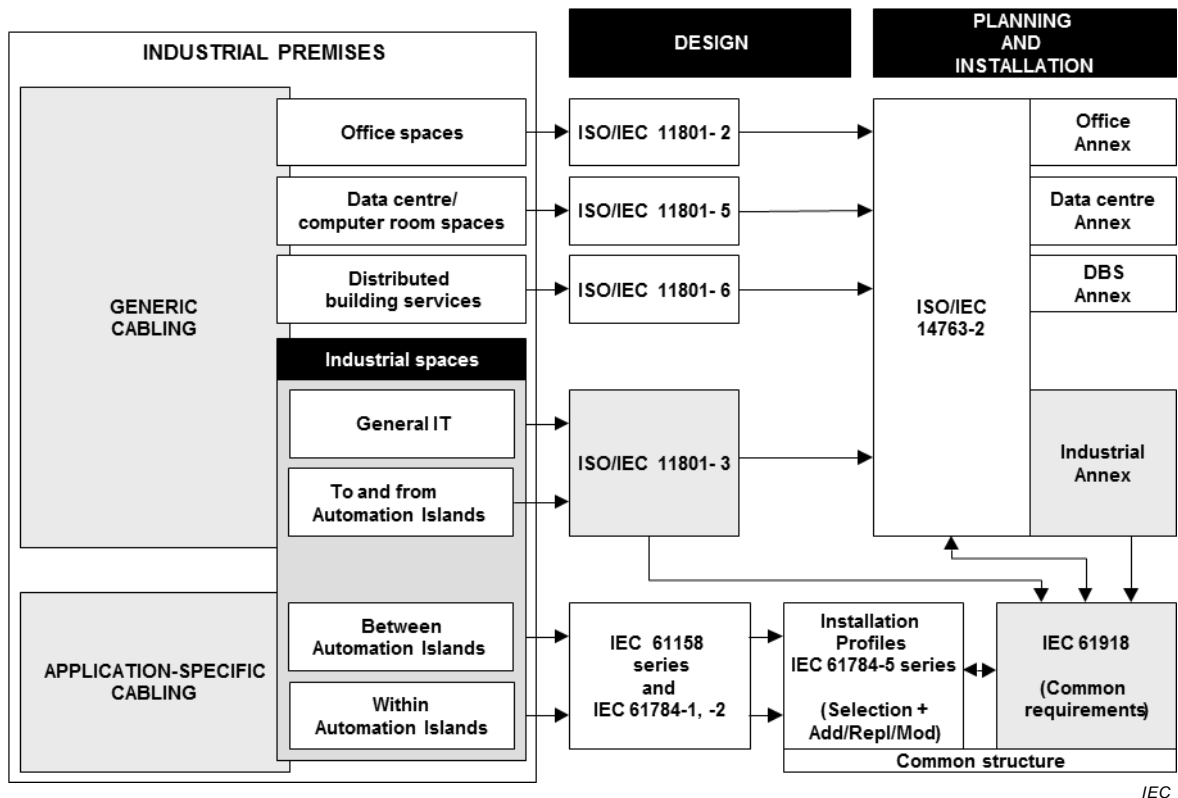 INDUSTRIAL PREMISES
DESIGN
PLANNING
AND
INSTALLATION
GENERIC
CABLING
Office spaces
ISO/IEC 11801- 2
Office
Annex
Data centre/
computer room spaces
ISO/IEC 11801- 5
Data centre
Annex
Distributed
building services
ISO/IEC 11801- 6
DBS
Annex
ISO/IEC
14763-2
Industrial spaces
General IT
To and from
Automation Islands
ISO/IEC 11801- 3
Industrial
Annex
APPLICATION-SPECIFIC
CABLING
Between
Automation Islands
Within
Automation Islands
IEC 61158
series
and
IEC 61784-1, -2
Installation
Profiles
IEC 61784-5 series
(Selection +
Add/Repl/Mod)
IEC 61918
(Common
requirements)
Common structure
IEC